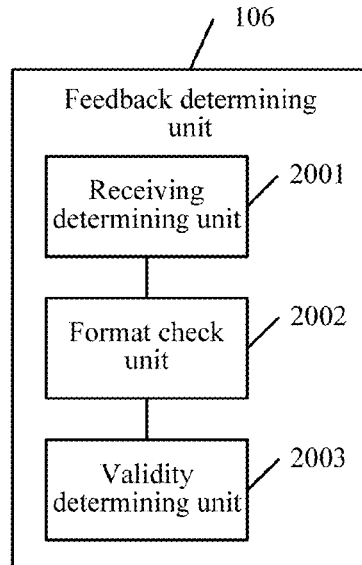 106
Feedback determining
unit
Receiving
determining unit
2001
Format check
unit
2002
Validity
determining unit
2003